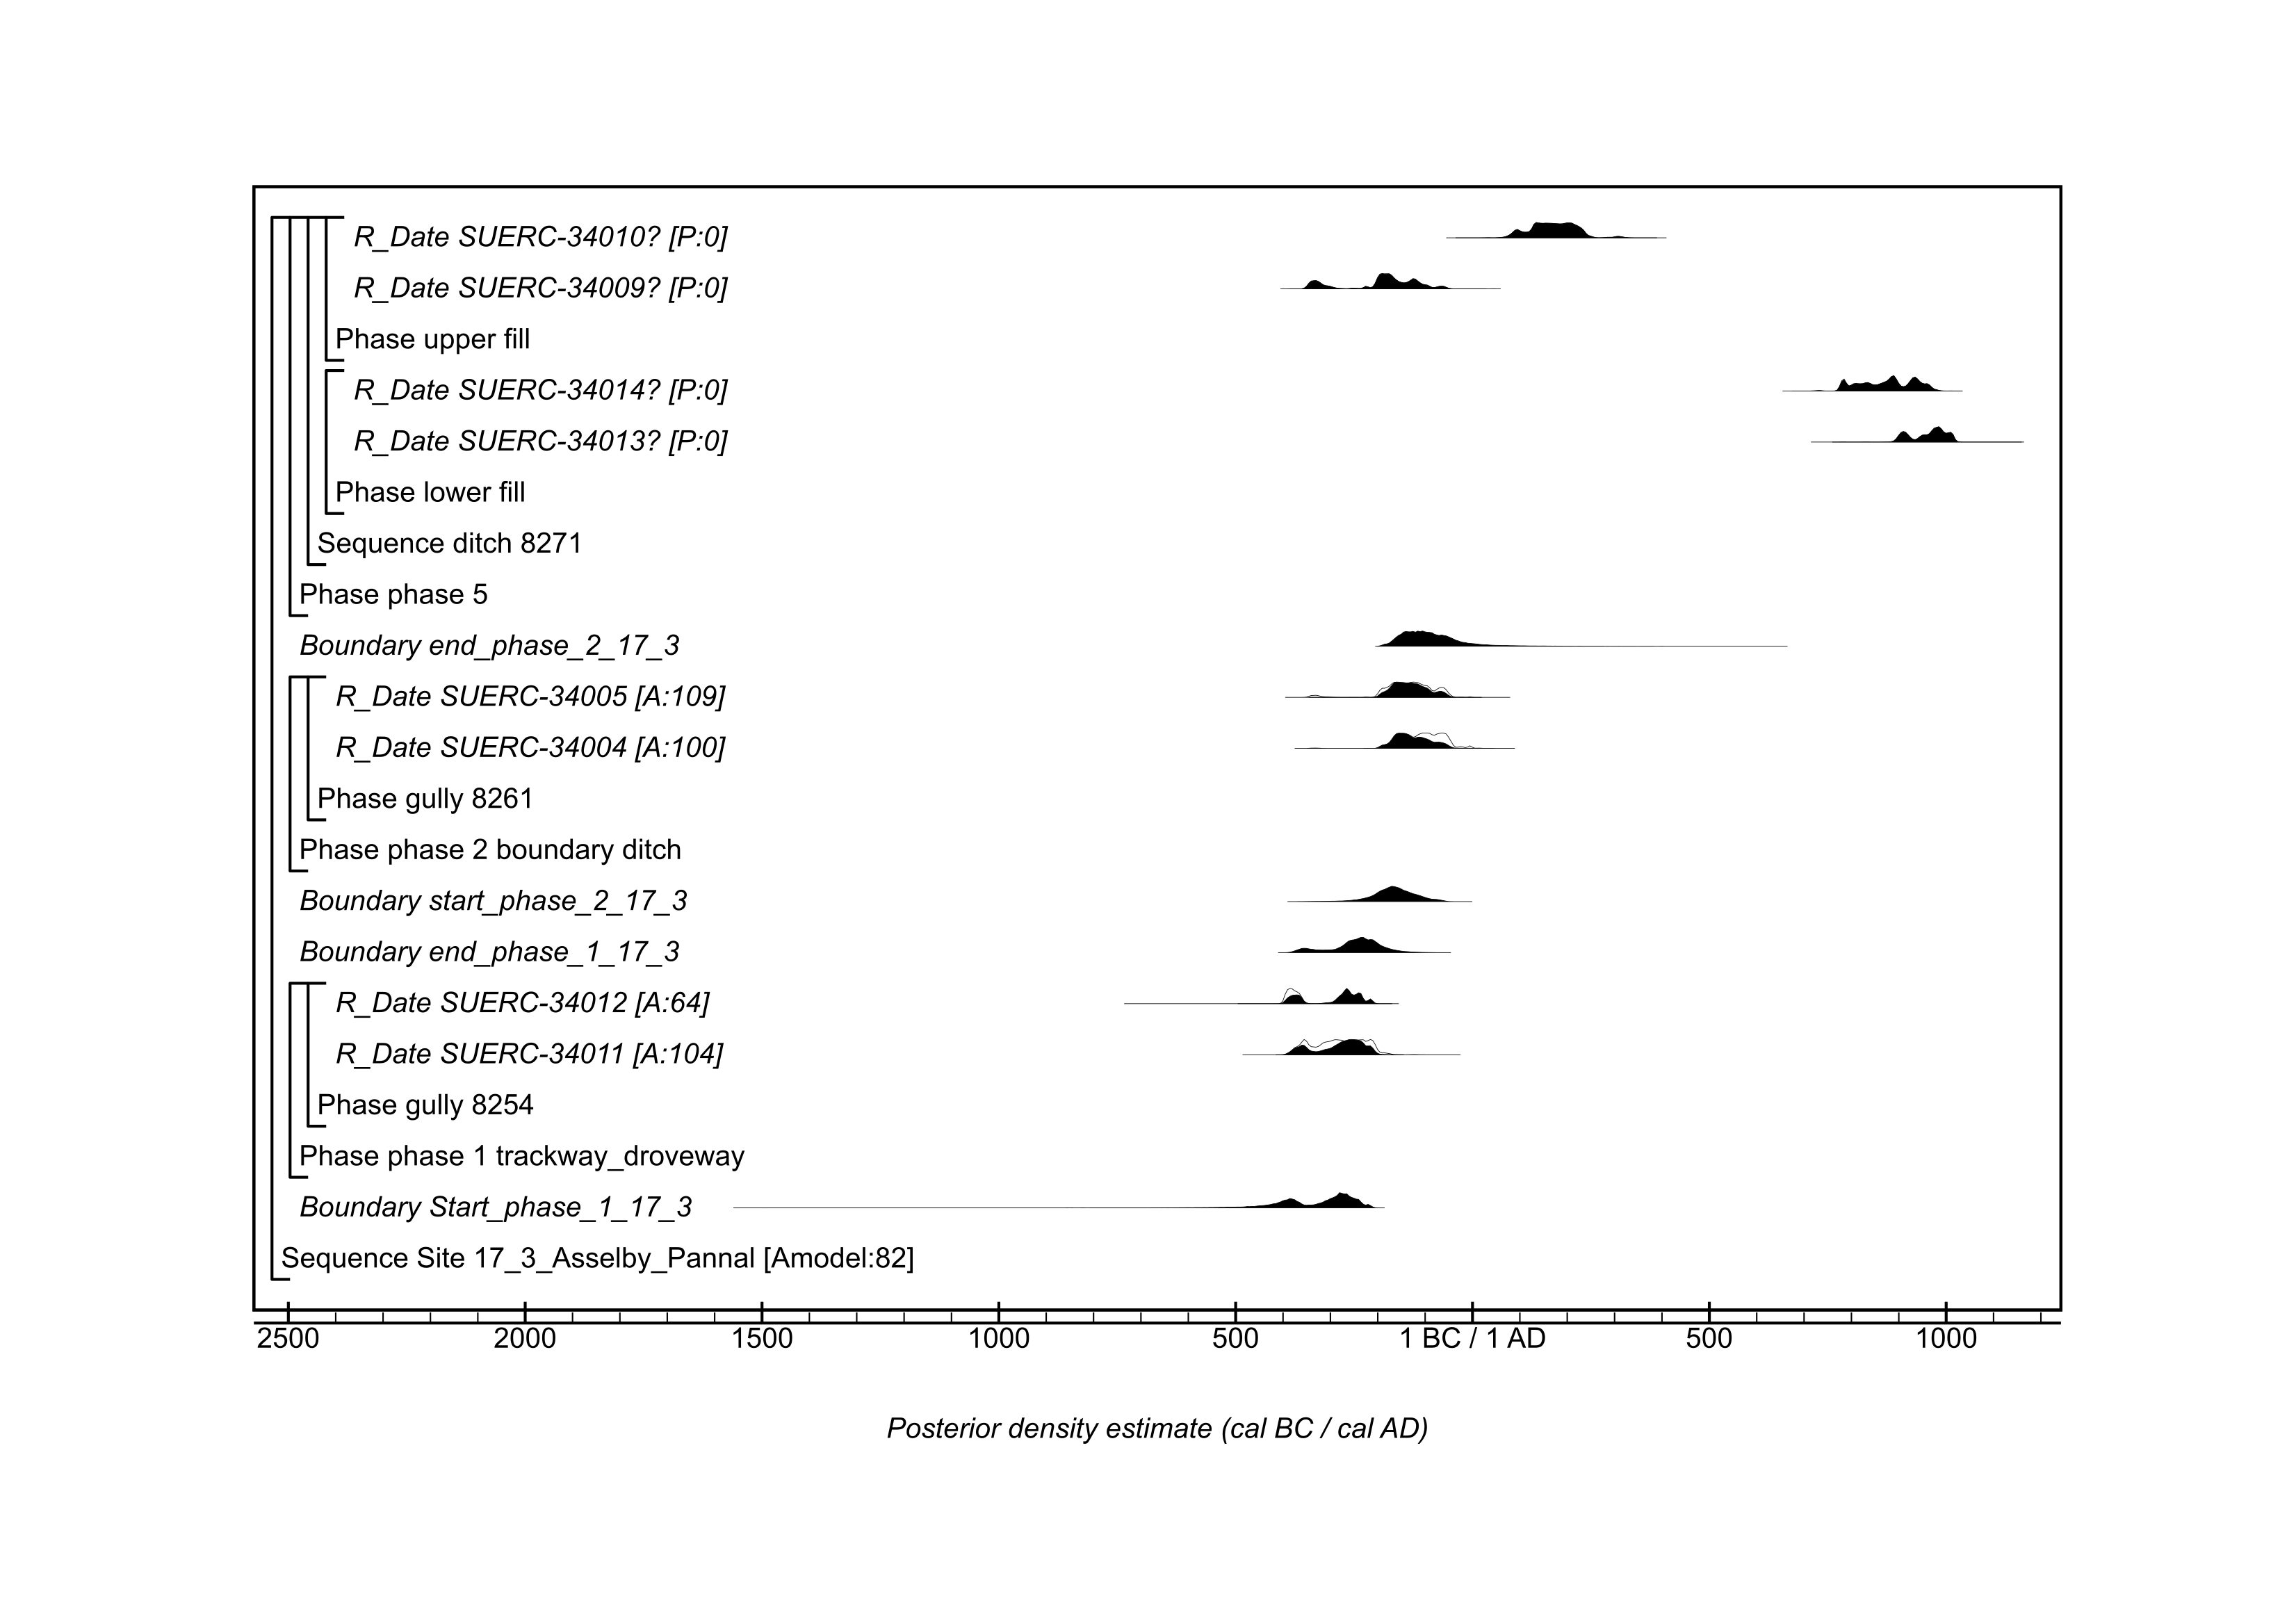 R_Date SUERC-34010? [P:0]
R_Date SUERC-34009? [P:0]
Phase upper fill
R_Date SUERC-34014? [P:0]
R_Date SUERC-34013? [P:0]
Phase lower fill
Sequence ditch 8271
Phase phase 5
Boundary end_phase_2_17_3
R_Date SUERC-34005 [A:109]
R_Date SUERC-34004 [A:100]
Phase gully 8261
Phase phase 2 boundary ditch
Boundary start_phase_2_17_3
Boundary end_phase_1_17_3
R_Date SUERC-34012 [A:64]
R_Date SUERC-34011 [A:104]
Phase gully 8254
Phase phase 1 trackway_droveway
Boundary Start_phase_1_17_3
Sequence Site 17_3_Asselby_Pannal [Amodel:82]
2500 2000 1500 1000 500 1 BC / 1 AD 500 1000
Posterior density estimate (cal BC / cal AD)